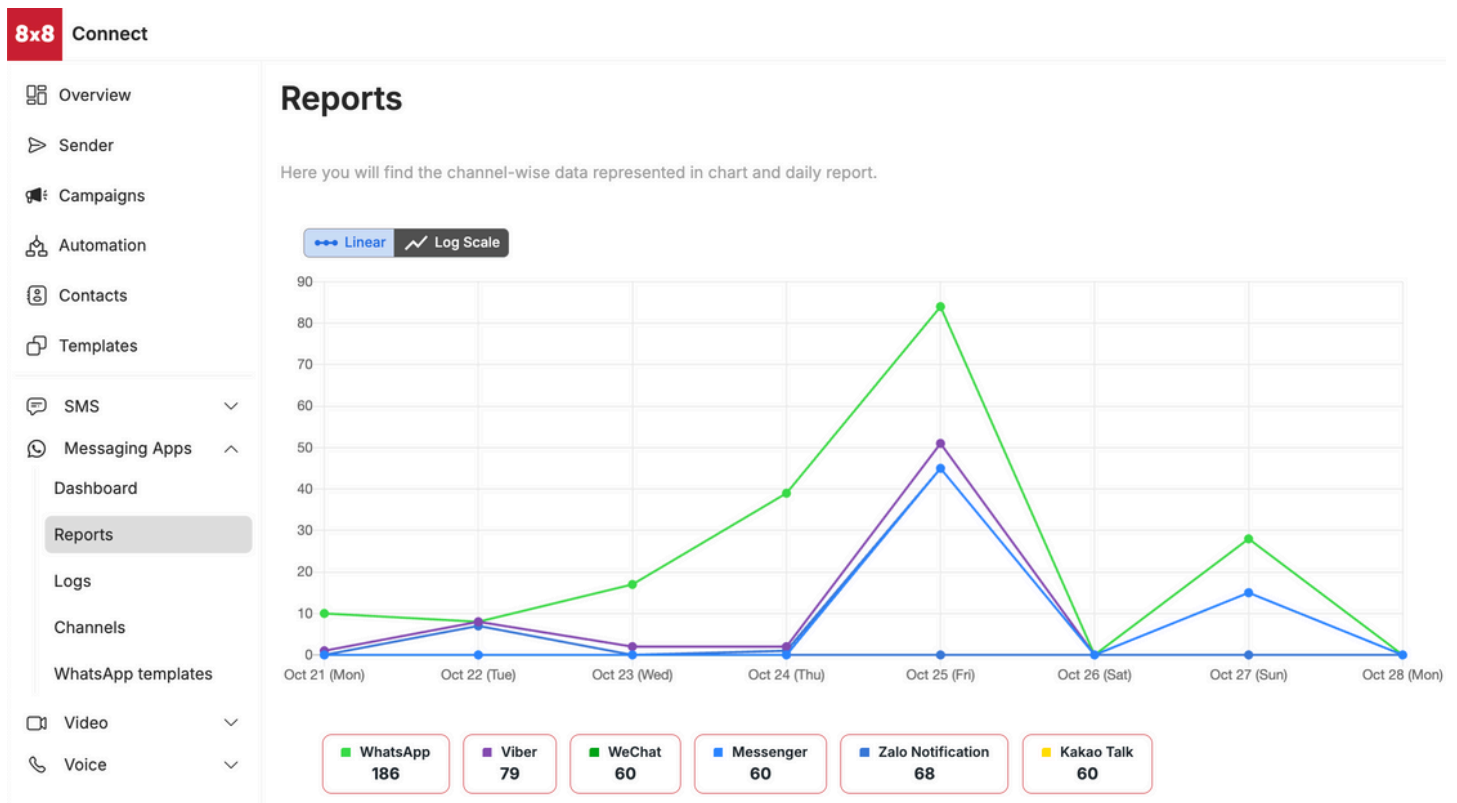 8x8 Connect
Overview
Sender
Campaigns
Automation
Contacts
Templates
SMS
Messaging Apps
Dashboard
Reports
Logs
Channels
WhatsApp templates
Video
Voice
Reports
Here you will find the channel-wise data represented in chart and daily report.
Linear Log Scale
90
80
70
60
50
40
30
20
10
0
Oct 21 (Mon) Oct 22 (Tue) Oct 23 (Wed) Oct 24 (Thu) Oct 25 (Fri) Oct 26 (Sat) Oct 27 (Sun) Oct 28 (Mon)
WhatsApp Viber WeChat Messenger Zalo Notification Kakao Talk
186 79 60 60 68 60